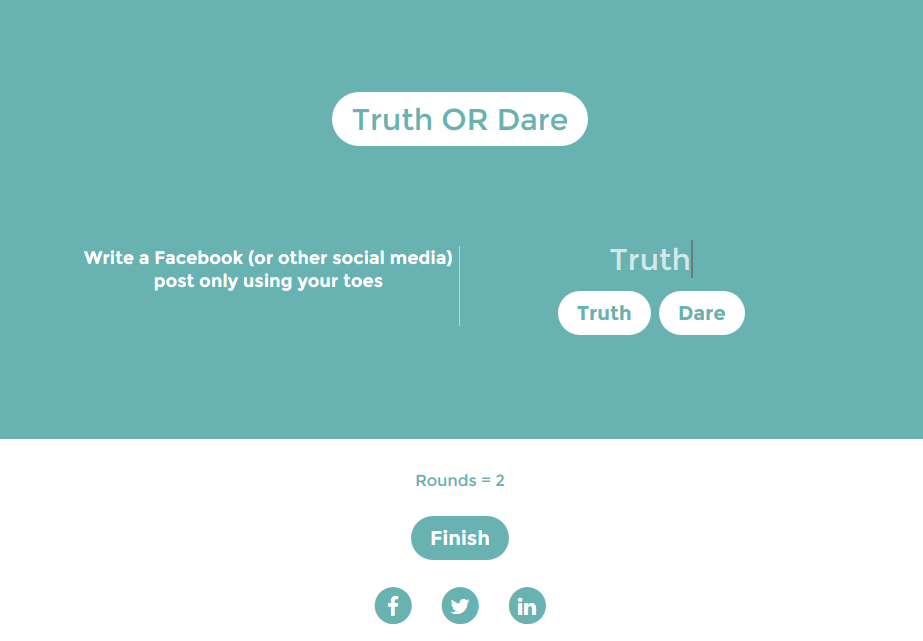 Truth OR Dare
Write a Facebook (or other social media)
post only using your toes
Truth
Truth
Dare
Rounds = 2
Finish